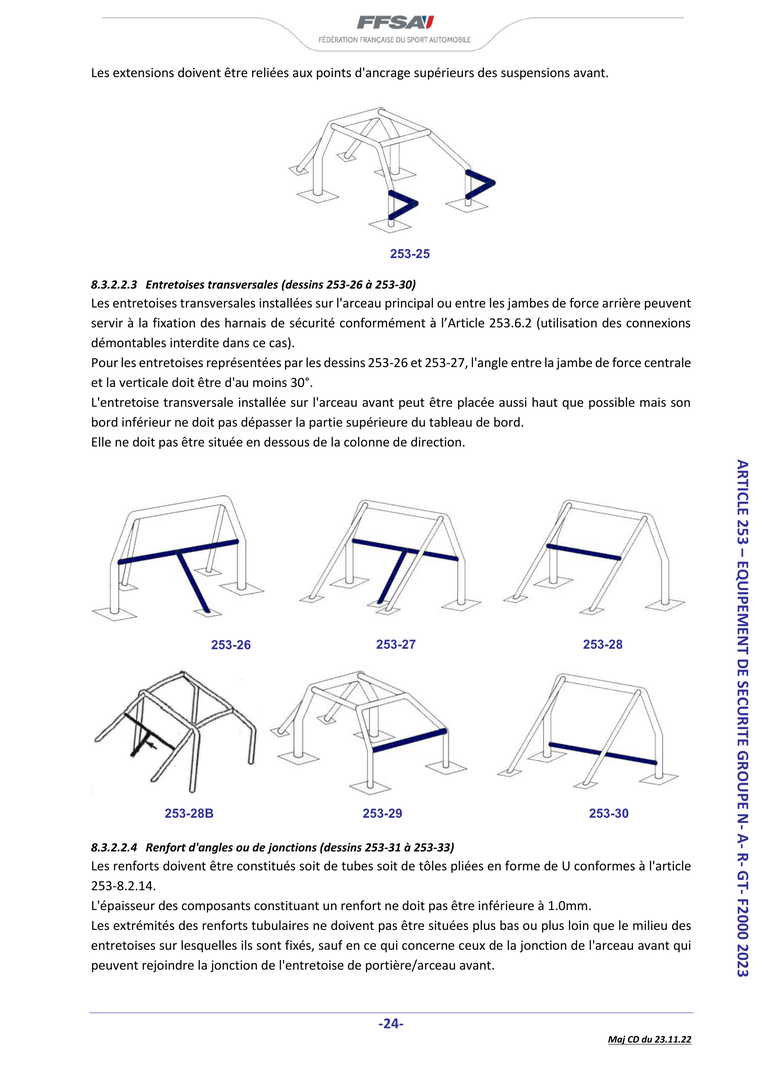 FFSA
FÉDÉRATION FRANÇAISE DU SPORT AUTOMOBILE
Les extensions doivent être reliées aux points d'ancrage supérieurs des suspensions avant.
253-25
8.3.2.2.3 Entretoises transversales (dessins 253-26 à 253-30)
Les entretoises transversales installées sur l'arceau principal ou entre les jambes de force arrière peuvent
servir à la fixation des harnais de sécurité conformément à l’Article 253.6.2 (utilisation des connexions
démontables interdite dans ce cas).
Pour les entretoises représentées par les dessins 253-26 et 253-27, l'angle entre la jambe de force centrale
et la verticale doit être d'au moins 30°.
L'entretoise transversale installée sur l'arceau avant peut être placée aussi haut que possible mais son
bord inférieur ne doit pas dépasser la partie supérieure du tableau de bord.
Elle ne doit pas être située en dessous de la colonne de direction.
253-26
253-27
253-28
253-28B
253-29
253-30
8.3.2.2.4 Renfort d'angles ou de jonctions (dessins 253-31 à 253-33)
Les renforts doivent être constitués soit de tubes soit de tôles pliées en forme de U conformes à l'article
253-8.2.14.
L'épaisseur des composants constituant un renfort ne doit pas être inférieure à 1.0mm.
Les extrémités des renforts tubulaires ne doivent pas être situées plus bas ou plus loin que le milieu des
entretoises sur lesquelles ils sont fixés, sauf en ce qui concerne ceux de la jonction de l'arceau avant qui
peuvent rejoindre la jonction de l'entretoise de portière/arceau avant.
ARTICLE 253 – EQUIPEMENT DE SECURITE GROUPE N- A- R- GT- F2000 2023
-24-
Maj CD du 23.11.22